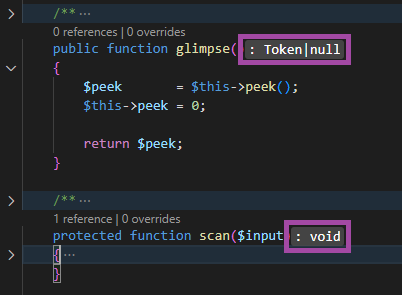 /** ...
0 references | 0 overrides
public function glimpse( : Token|null
{
$peek = $this->peek();
$this->peek = 0;
return $peek;
}
/** ...
1 reference | 0 overrides
protected function scan($input : void
{ ...
}